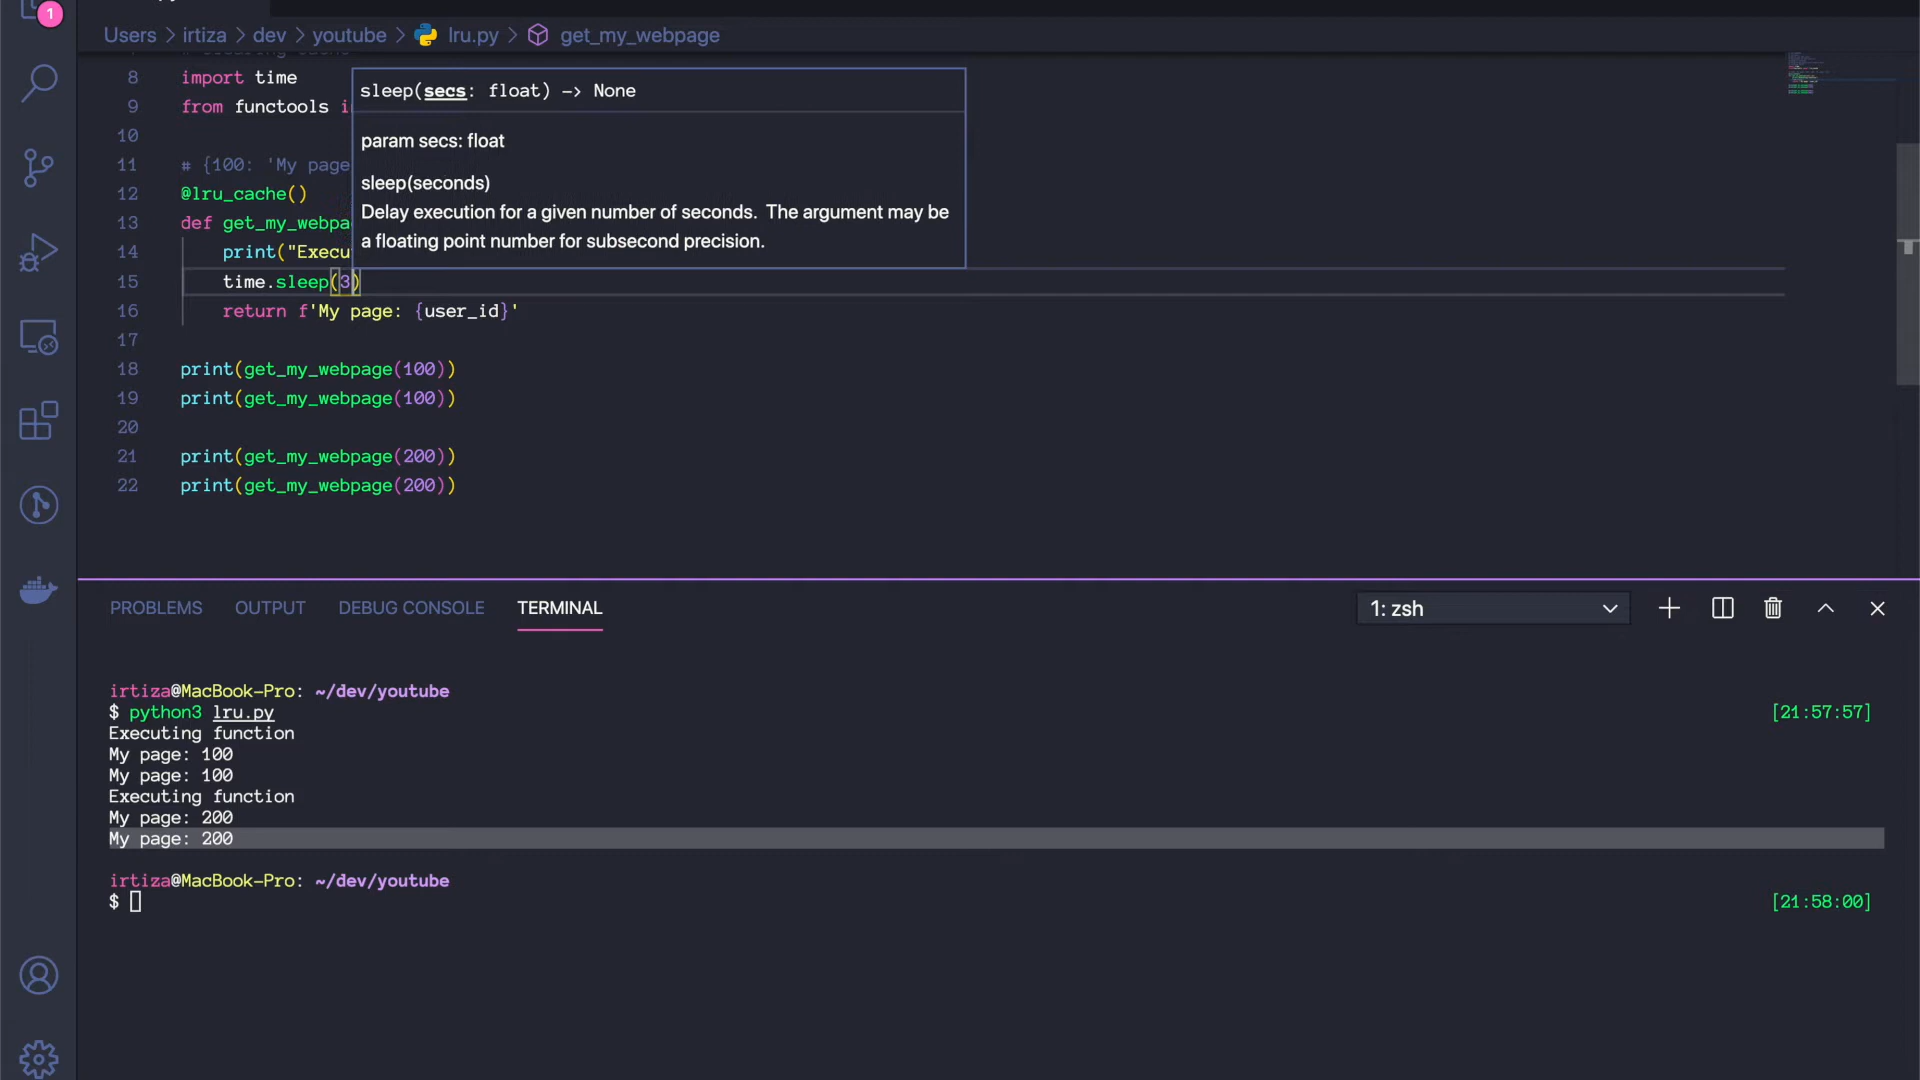 1
Users > irtiza > dev > youtube > lru.py > get_my_webpage
8 import time
9 from functools i
10
11 # {100: 'My page
12 @lru_cache()
13 def get_my_webpa
14 print("Execu
15 time.sleep(3)
16 return f'My page: {user_id}'
17
18 print(get_my_webpage(100))
19 print(get_my_webpage(100))
20
21 print(get_my_webpage(200))
22 print(get_my_webpage(200))
sleep(secs: float) -> None
param secs: float
sleep(seconds)
Delay execution for a given number of seconds. The argument may be
a floating point number for subsecond precision.
PROBLEMS OUTPUT DEBUG CONSOLE TERMINAL 1: zsh
irtiza@MacBook-Pro: ~/dev/youtube
$ python3 lru.py [21:57:57]
Executing function
My page: 100
My page: 100
Executing function
My page: 200
My page: 200
irtiza@MacBook-Pro: ~/dev/youtube
$ [21:58:00]